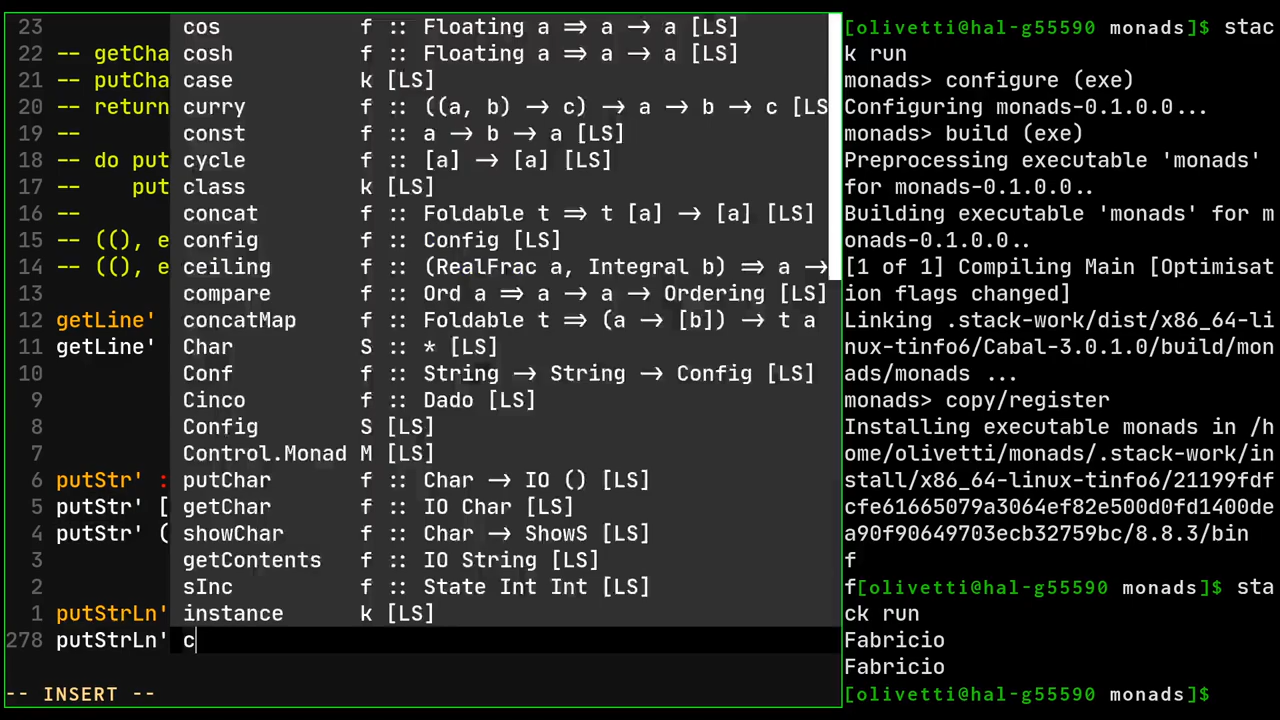 23 cos f :: Floating a ⇒ a → a [LS]
22 -- getCha cosh f :: Floating a ⇒ a → a [LS]
21 -- putCha case k [LS]
20 -- return curry f :: ((a, b) → c) → a → b → c [LS
19 -- const f :: a → b → a [LS]
18 -- do put cycle f :: [a] → [a] [LS]
17 -- put class k [LS]
16 -- concat f :: Foldable t ⇒ t [a] → [a] [LS]
15 -- ((), e config f :: Config [LS]
14 -- ((), e ceiling f :: (RealFrac a, Integral b) ⇒ a →
13 compare f :: Ord a ⇒ a → a → Ordering [LS]
12 getLine' concatMap f :: Foldable t ⇒ (a → [b]) → t a
11 getLine' Char S :: * [LS]
10 Conf f :: String → String → Config [LS]
9 Cinco f :: Dado [LS]
8 Config S [LS]
7 Control.Monad M [LS]
6 putStr' : putChar f :: Char → IO () [LS]
5 putStr' [ getChar f :: IO Char [LS]
4 putStr' ( showChar f :: Char → ShowS [LS]
3 getContents f :: IO String [LS]
2 sInc f :: State Int Int [LS]
1 putStrLn' instance k [LS]
278 putStrLn' c
-- INSERT --
[olivetti@hal-g55590 monads]$ stac
k run
monads> configure (exe)
Configuring monads-0.1.0.0...
monads> build (exe)
Preprocessing executable 'monads'
for monads-0.1.0.0..
Building executable 'monads' for m
onads-0.1.0.0..
[1 of 1] Compiling Main [Optimisat
ion flags changed]
Linking .stack-work/dist/x86_64-li
nux-tinfo6/Cabal-3.0.1.0/build/mon
ads/monads ...
monads> copy/register
Installing executable monads in /h
ome/olivetti/monads/.stack-work/in
stall/x86_64-linux-tinfo6/21199fdf
cfe61665079a3064ef82e500d0fd1400de
a90f90649703ecb32759bc/8.8.3/bin
f
f[olivetti@hal-g55590 monads]$ sta
ck run
Fabricio
Fabricio
[olivetti@hal-g55590 monads]$